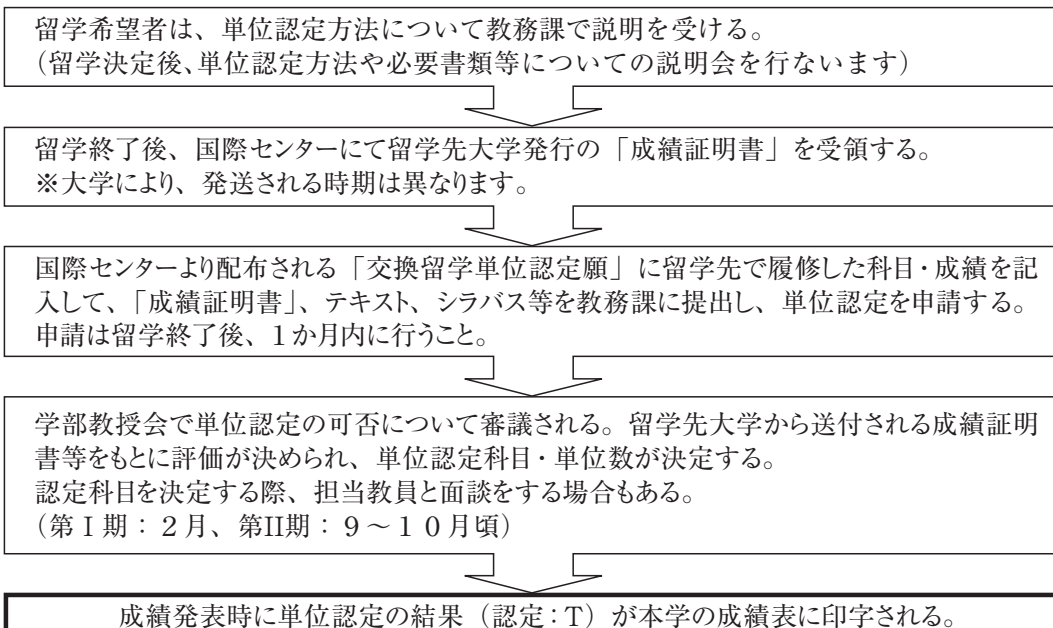 留学希望者は、単位認定方法について教務課で説明を受ける。
（留学決定後、単位認定方法や必要書類等についての説明会を行ないます）
留学終了後、国際センターにて留学先大学発行の「成績証明書」を受領する。
※大学により、発送される時期は異なります。
国際センターより配布される「交換留学単位認定願」に留学先で履修した科目・成績を記
入して、「成績証明書」、テキスト、シラバス等を教務課に提出し、単位認定を申請する。
申請は留学終了後、１か月内に行うこと。
学部教授会で単位認定の可否について審議される。留学先大学から送付される成績証明
書等をもとに評価が決められ、単位認定科目・単位数が決定する。
認定科目を決定する際、担当教員と面談をする場合もある。
（第Ⅰ期：２月、第II期：９～１０月頃）
成績発表時に単位認定の結果（認定：T）が本学の成績表に印字される。